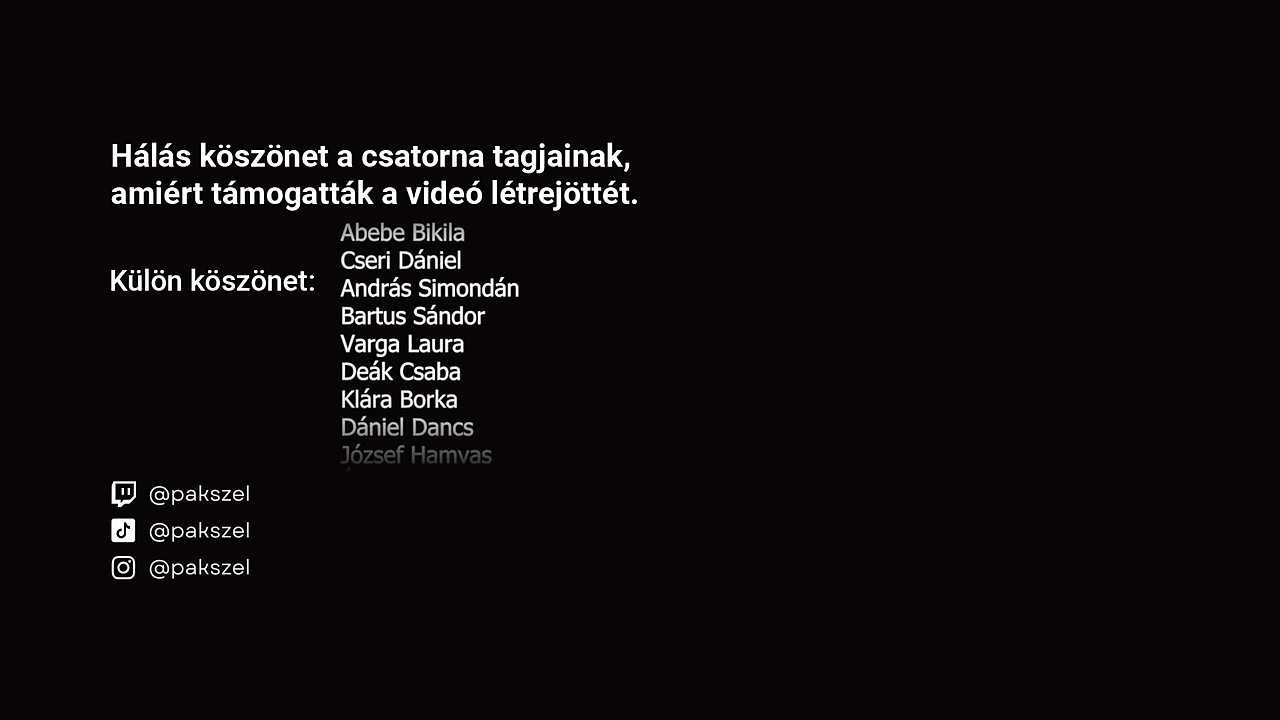 Hálás köszönet a csatorna tagjainak,
amiért támogatták a videó létrejöttét.
Külön köszönet:
Abebe Bikila
Cseri Dániel
András Simondán
Bartus Sándor
Varga Laura
Deák Csaba
Klára Borka
Dániel Dancs
József Hamvas
@pakszel
@pakszel
@pakszel